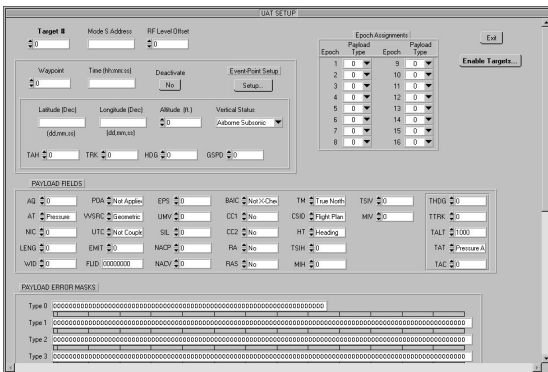 UAT SETUP
Target # Mode S Address RF Level Offset
0 0
Epoch Assignments
Epoch Payload Type Epoch Payload Type
1 0 9 0
2 0 10 0
3 0 11 0
4 0 12 0
5 0 13 0
6 0 14 0
7 0 15 0
8 0 16 0
Exit
Enable Targets...
Waypoint Time (hh:mm:ss) Deactivate Event-Point Setup
0 No Setup...
Latitude (Dec) Longitude (Dec) Altitude (ft.) Vertical Status
0 Airborne Subsonic
(dd,mm,ss) (dd,mm,ss)
TAH 0 TRK 0 HDG 0 GSPD 0
PAYLOAD FIELDS
AQ 0 POA Not Applied EPS 0 BAIC Not X-Chec TM True North TSIV 0 THDG 0
AT Pressure VVSRC Geometric UMV 0 CC1 No CSID Flight Plan MIV 0 TTRK 0
NIC 0 UTC Not Couple SIL 0 CC2 No HT Heading TALT 1000
LENG 0 EMIT 0 NACP 0 RA No TSIH 0 TAT Pressure A
WID 0 FLID 00000000 NACV 0 RAS No MIH 0 TAC 0
PAYLOAD ERROR MASKS
Type 0
Type 1
Type 2
Type 3